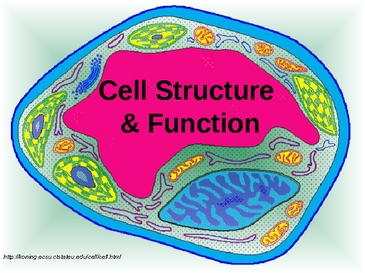 Cell Structure
& Function
http://koning.ecsu.ctstateu.edu/cell/cell.html